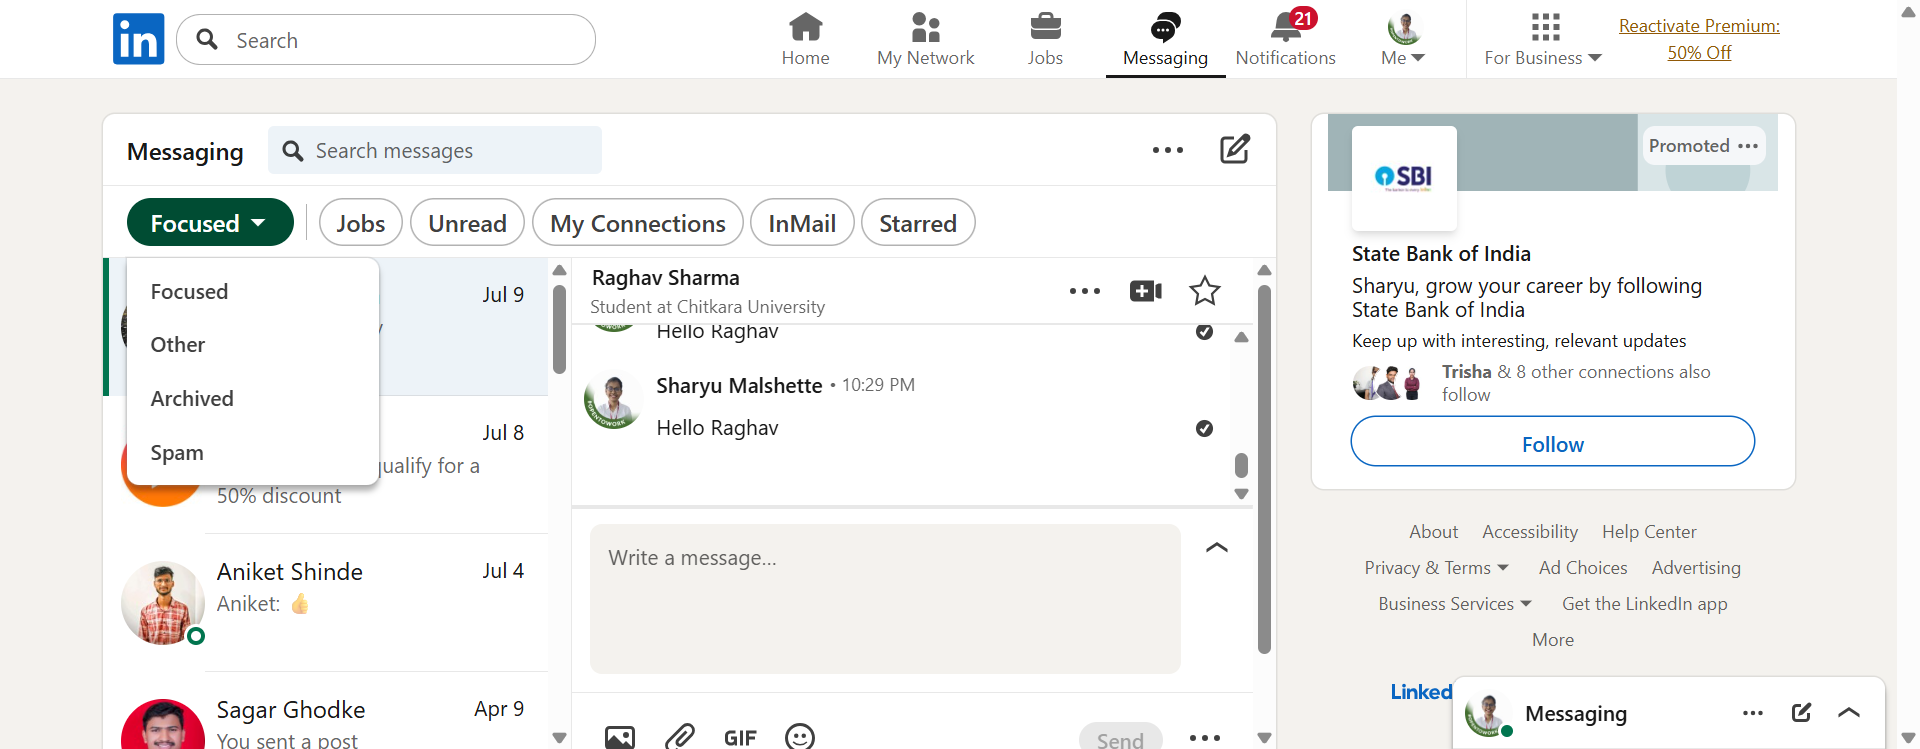 in
Search
Home
My Network
Jobs
Messaging
21
Notifications
Me
For Business
Reactivate Premium:
50% Off
Messaging
Search messages
Focused
Jobs
Unread
My Connections
InMail
Starred
Focused
Other
Archived
Spam
Jul 9
Jul 8
qualify for a
50% discount
Aniket Shinde
Jul 4
Aniket: 👍
Sagar Ghodke
Apr 9
You sent a post
Raghav Sharma
Student at Chitkara University
Hello Raghav
Sharyu Malshette • 10:29 PM
Hello Raghav
Write a message...
GIF
Send
Promoted
SBI
State Bank of India
Sharyu, grow your career by following
State Bank of India
Keep up with interesting, relevant updates
Trisha & 8 other connections also
follow
Follow
About
Accessibility
Help Center
Privacy & Terms
Ad Choices
Advertising
Business Services
Get the LinkedIn app
More
Linked
Messaging